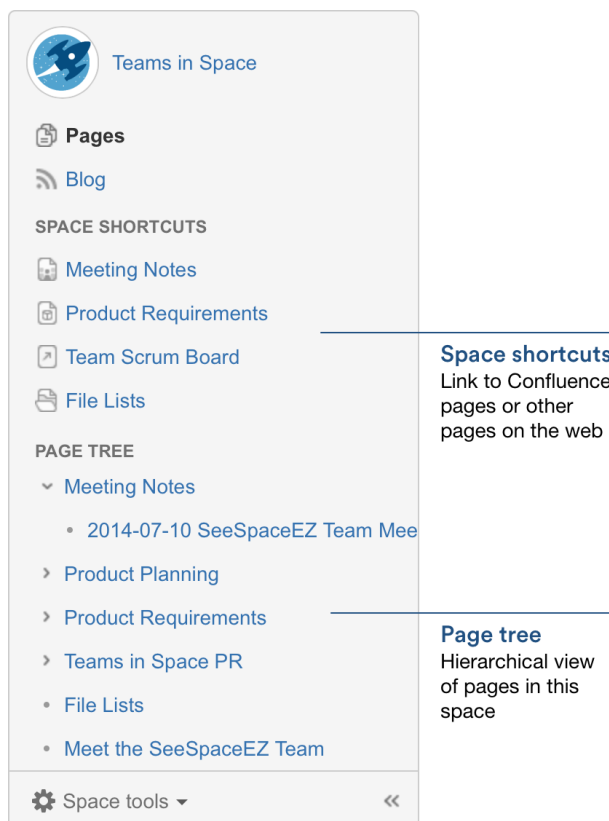 Teams in Space
Pages
Blog
SPACE SHORTCUTS
Meeting Notes
Product Requirements
Team Scrum Board
File Lists
Space shortcuts
Link to Confluence
pages or other
pages on the web
PAGE TREE
Meeting Notes
2014-07-10 SeeSpaceEZ Team Mee
Product Planning
Product Requirements
Teams in Space PR
File Lists
Meet the SeeSpaceEZ Team
Page tree
Hierarchical view
of pages in this
space
Space tools